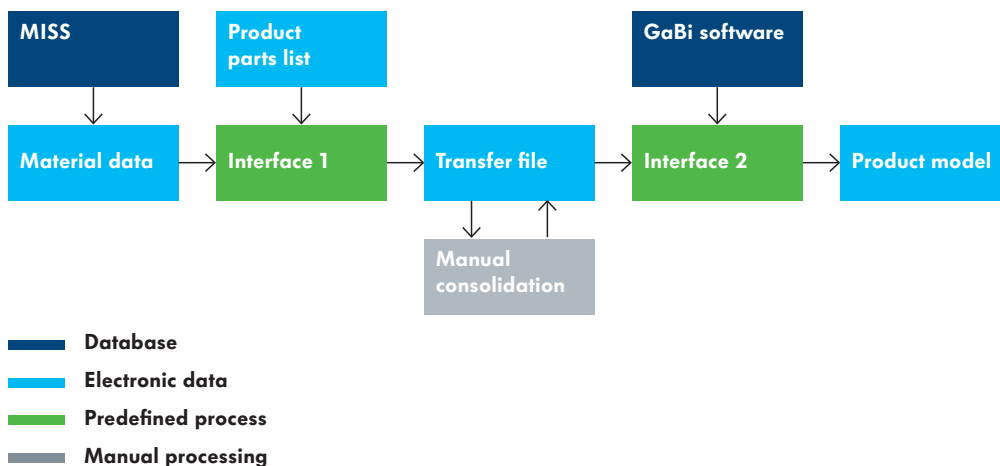 MISS
Product
parts list
GaBi software
Material data
Interface 1
Transfer file
Interface 2
Product model
Manual
consolidation
Database
Electronic data
Predefined process
Manual processing